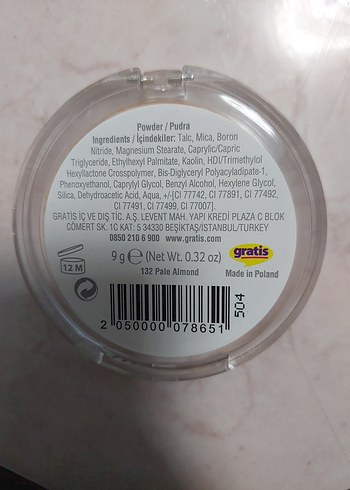 Powder / Pudra
Ingredients / İçindekiler: Talc, Mica, Boron
Nitride, Magnesium Stearate, Caprylic/Capric
Triglyceride, Ethylhexyl Palmitate, Kaolin, HDI/Trimethylol
Hexyllactone Crosspolymer, Bis-Diglyceryl Polyacyladipate-1,
Phenoxyethanol, Caprylyl Glycol, Benzyl Alcohol, Hexylene Glycol,
Silica, Dehydroacetic Acid, Aqua, +/-[CI 77742, CI 77891, CI 77492,
CI 77491, CI 77499, CI 77007].
GRATİS İÇ VE DIŞ TİC. A.Ş. LEVENT MAH. YAPI KREDİ PLAZA C BLOK
CÖMERT SK. 1C KAT: 5 34330 BEŞİKTAŞ/İSTANBUL/TURKEY
0850 210 6 900 www.gratis.com
9 g ℮ (Net Wt. 0.32 oz)
gratis
132 Pale Almond
Made in Poland
12 M
2 050000 078651
504